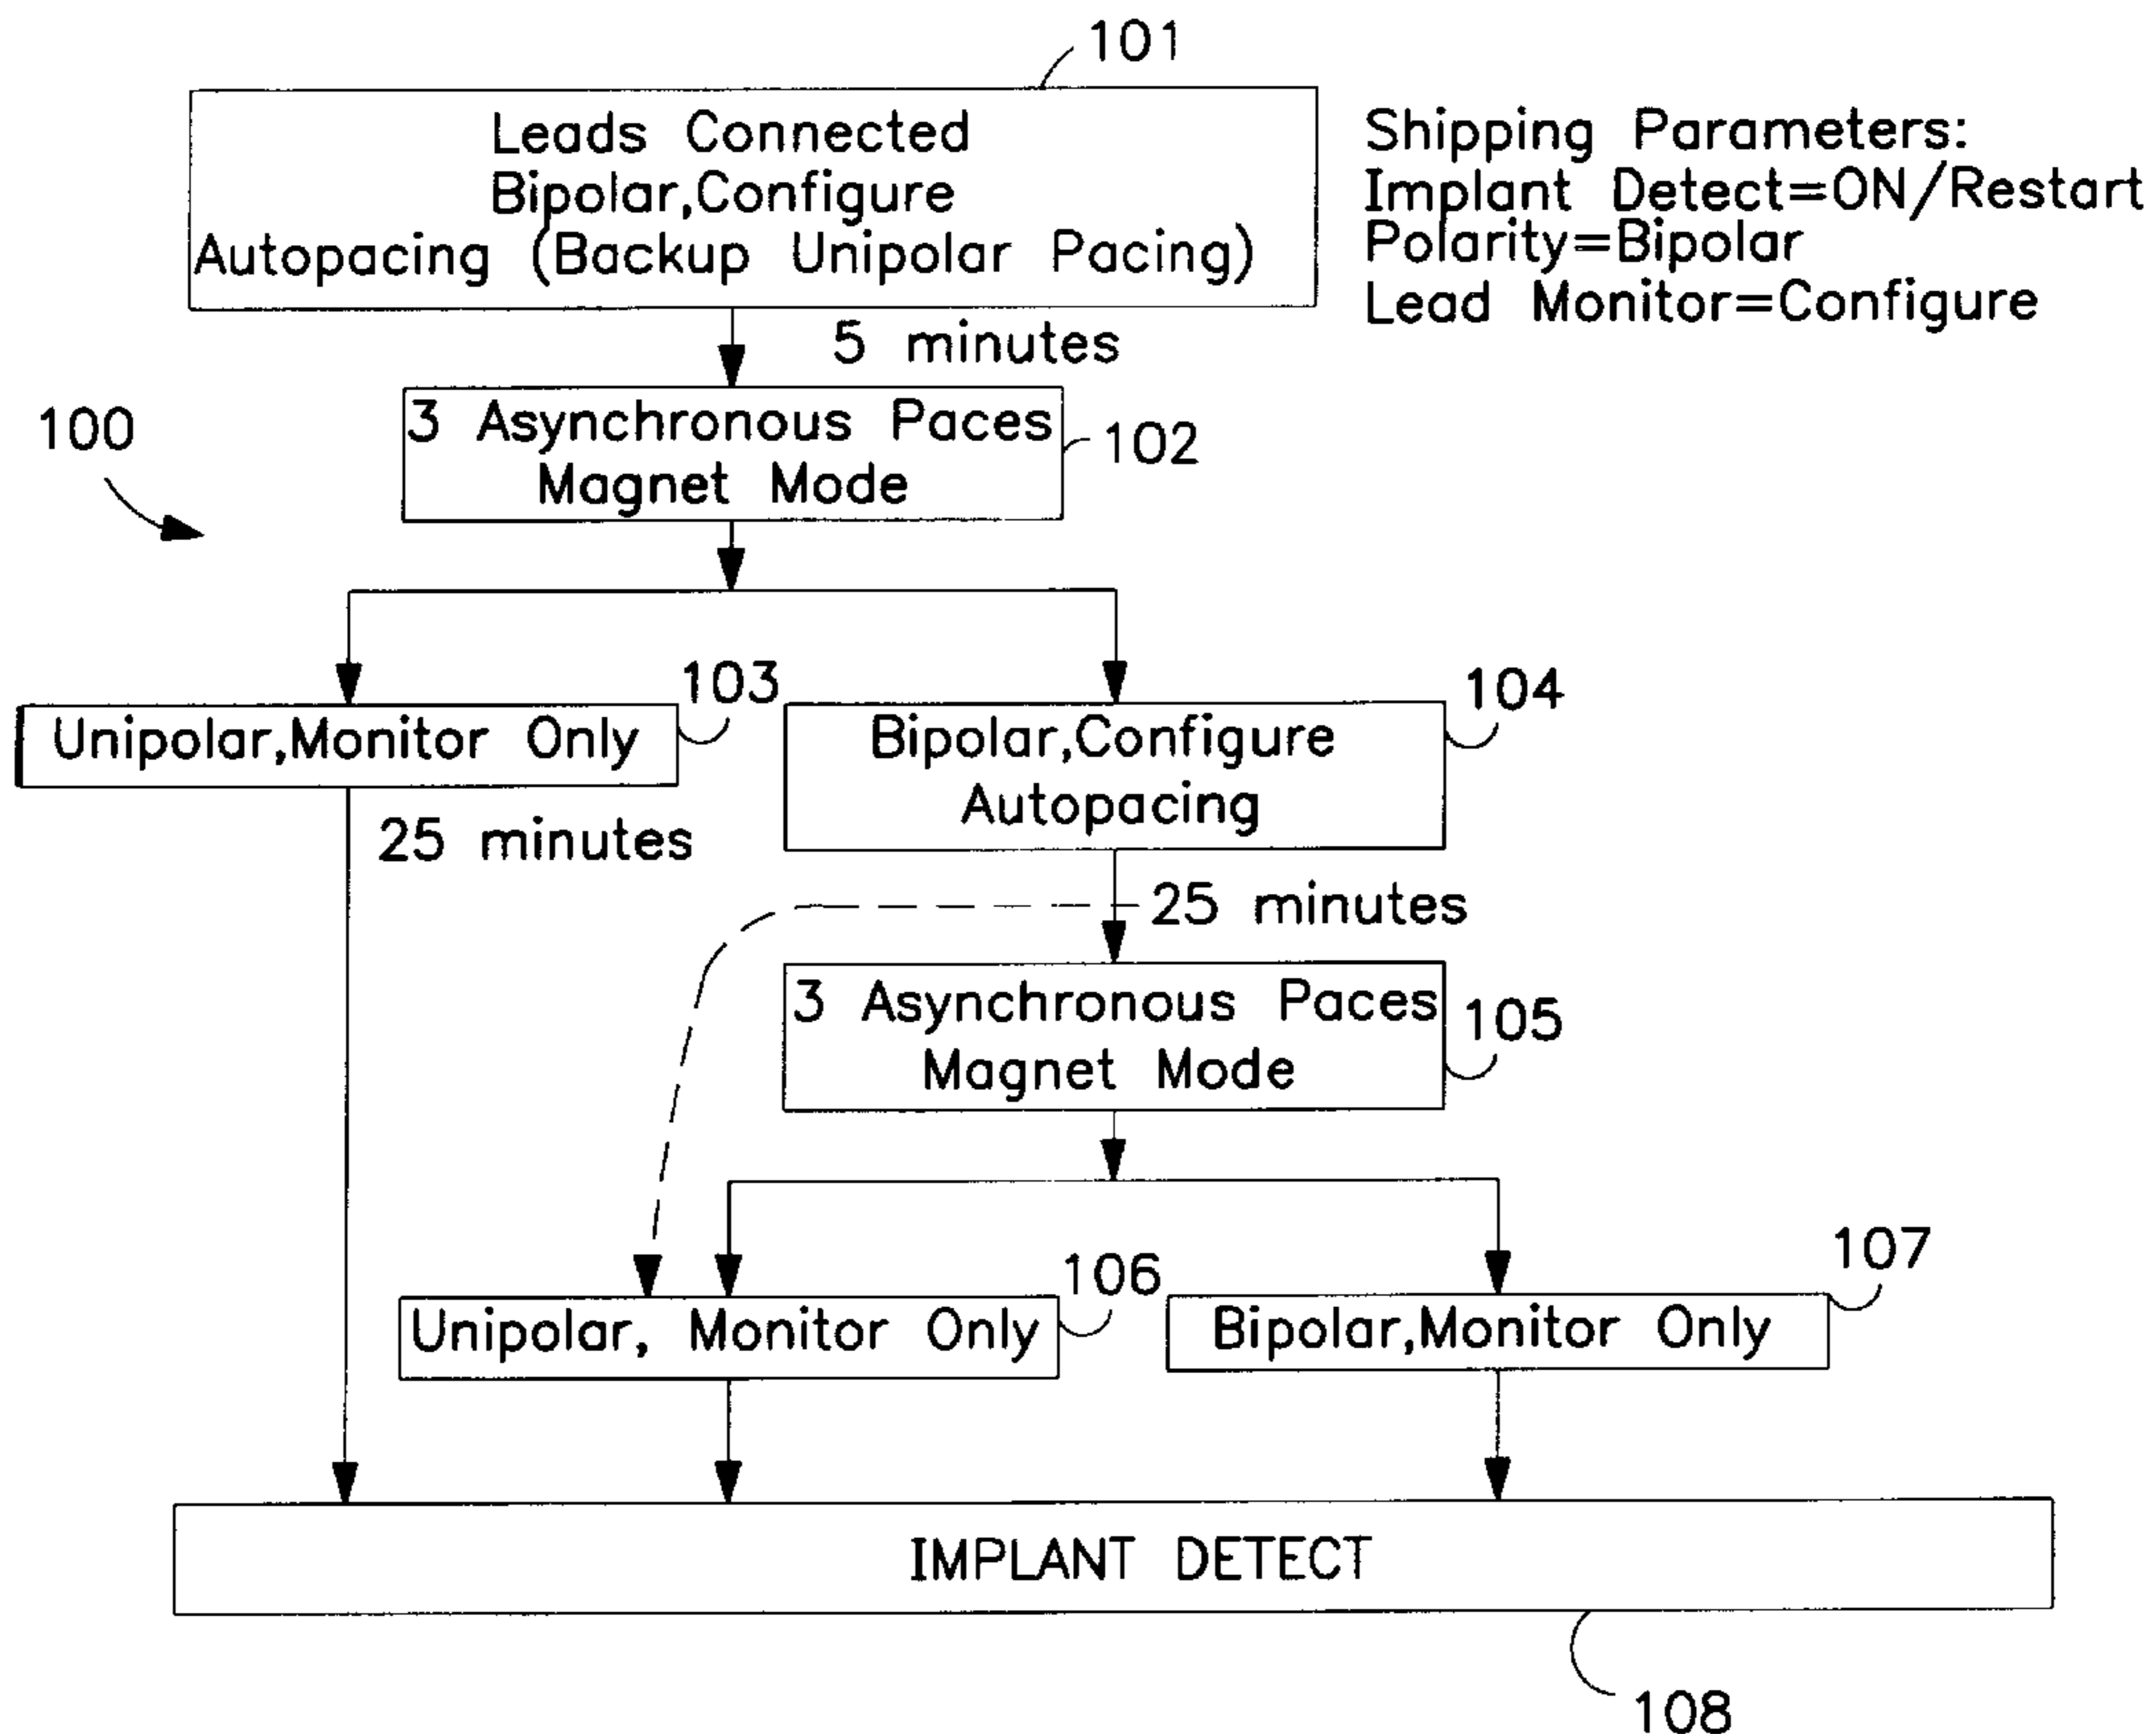 101
Leads Connected
Bipolar,Configure
Autopacing (Backup Unipolar Pacing)
Shipping Parameters:
Implant Detect=ON/Restart
Polarity=Bipolar
Lead Monitor=Configure
5 minutes
100
3 Asynchronous Paces
Magnet Mode
102
103
Unipolar,Monitor Only
104
Bipolar,Configure
Autopacing
25 minutes
25 minutes
3 Asynchronous Paces
Magnet Mode
105
106
Unipolar, Monitor Only
107
Bipolar,Monitor Only
IMPLANT DETECT
108